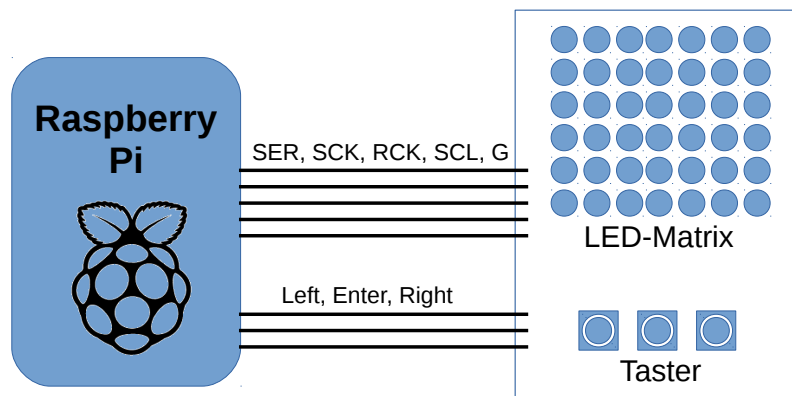 Raspberry
Pi
SER, SCK, RCK, SCL, G
LED-Matrix
Left, Enter, Right
Taster